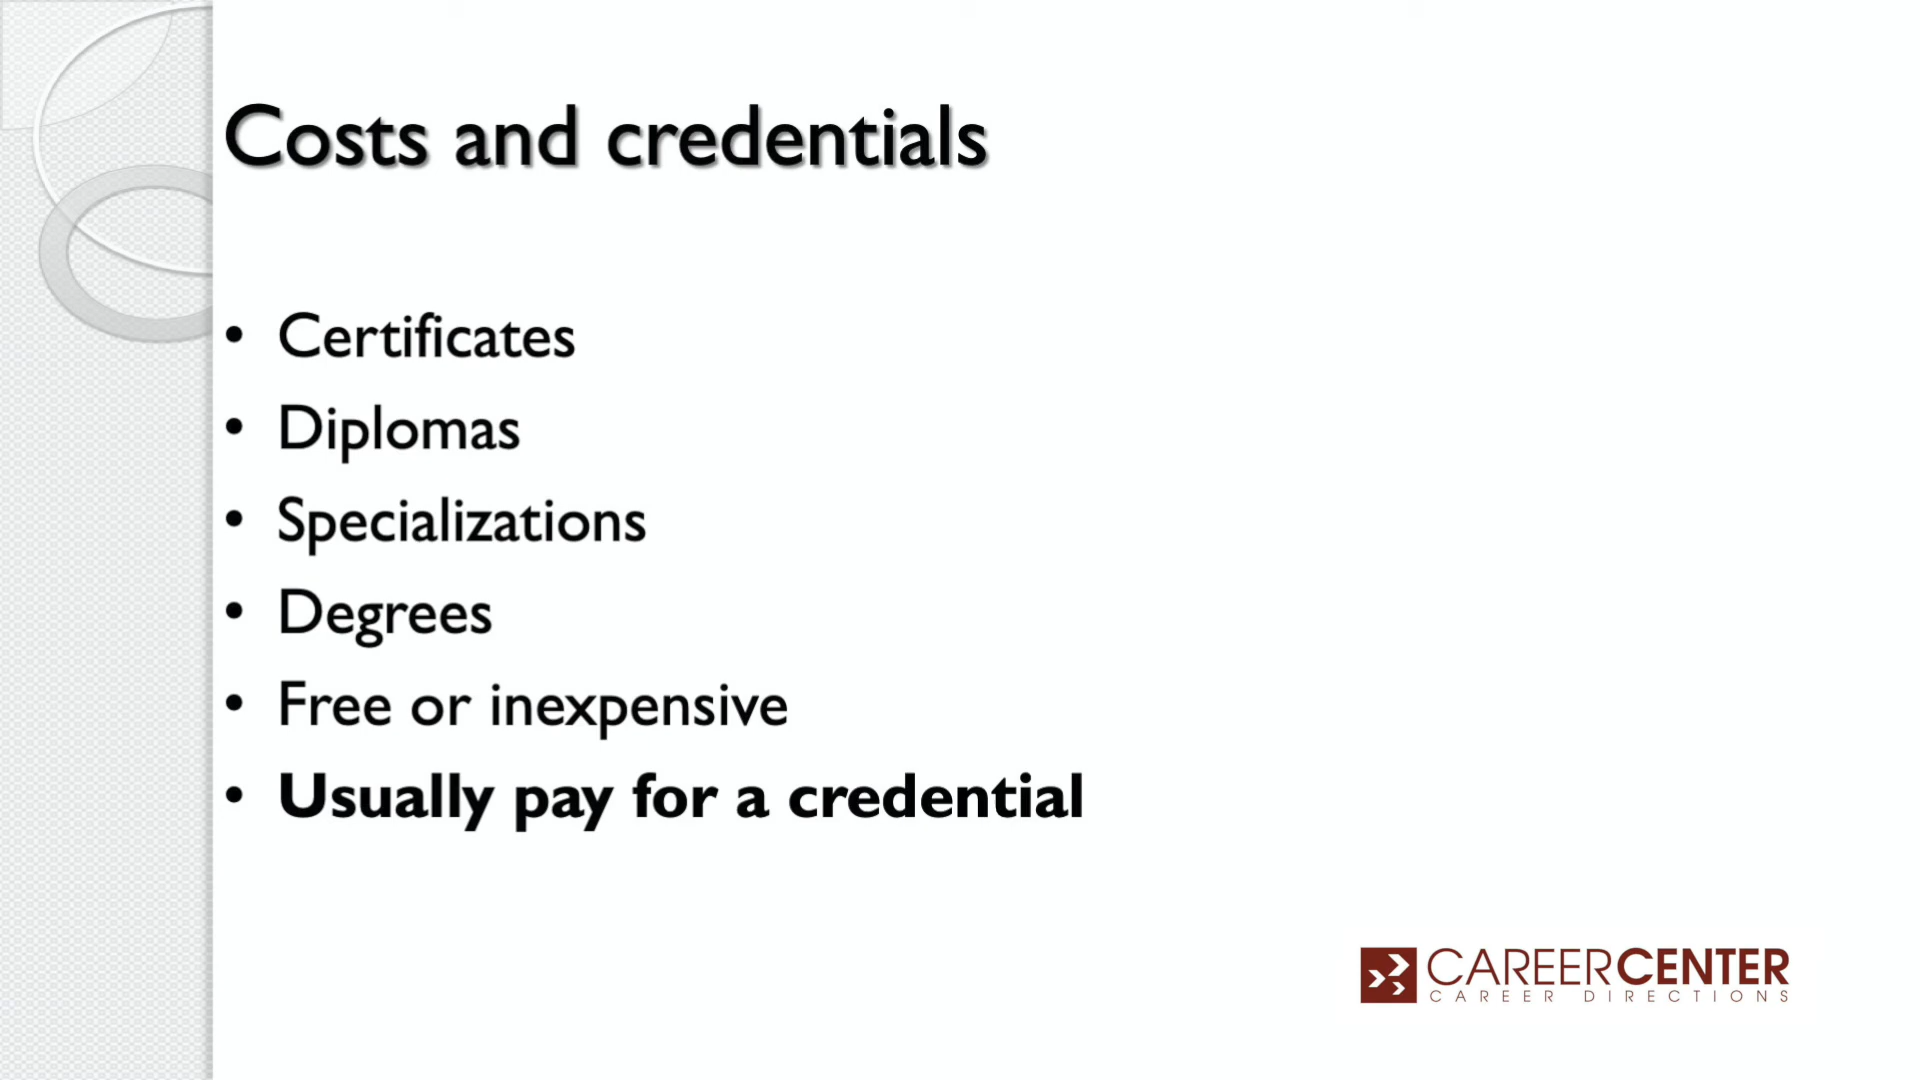 Costs and credentials
• Certificates
• Diplomas
• Specializations
• Degrees
• Free or inexpensive
• Usually pay for a credential
CAREERCENTER
CAREER DIRECTIONS